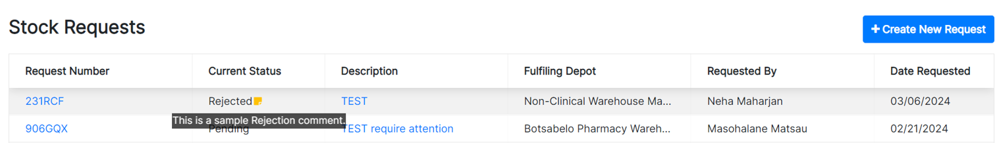 Stock Requests
+ Create New Request
Request Number Current Status Description Fulfiling Depot Requested By Date Requested
231RCF Rejected TEST Non-Clinical Warehouse Ma... Neha Maharjan 03/06/2024
This is a sample Rejection comment.
906GQX Pending TEST require attention Botsabelo Pharmacy Wareh... Masohalane Matsau 02/21/2024